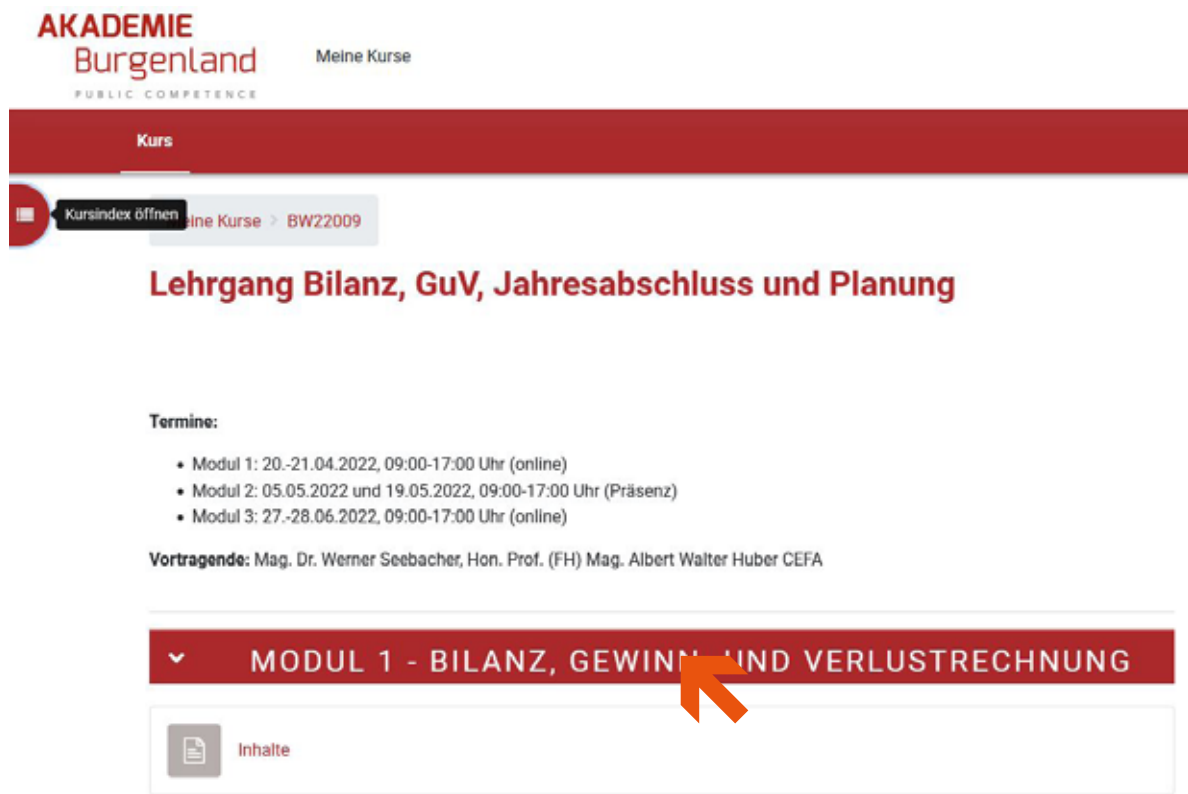 AKADEMIE
Burgenland
PUBLIC COMPETENCE
Meine Kurse
Kurs
Kursindex öffnen
eine Kurse > BW22009
Lehrgang Bilanz, GuV, Jahresabschluss und Planung
Termine:
• Modul 1: 20.-21.04.2022, 09:00-17:00 Uhr (online)
• Modul 2: 05.05.2022 und 19.05.2022, 09:00-17:00 Uhr (Präsenz)
• Modul 3: 27.-28.06.2022, 09:00-17:00 Uhr (online)
Vortragende: Mag. Dr. Werner Seebacher, Hon. Prof. (FH) Mag. Albert Walter Huber CEFA
MODUL 1 - BILANZ, GEWINN- UND VERLUSTRECHNUNG
Inhalte